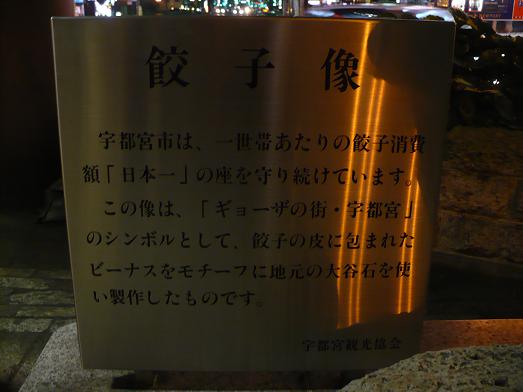 餃子像
宇都宮市は、一世帯あたりの餃子消費
額「日本一」の座を守り続けています。
この像は、「ギョーザの街・宇都宮」
のシンボルとして、餃子の皮に包まれた
ビーナスをモチーフに地元の大谷石を使
い製作したものです。
宇都宮観光協会